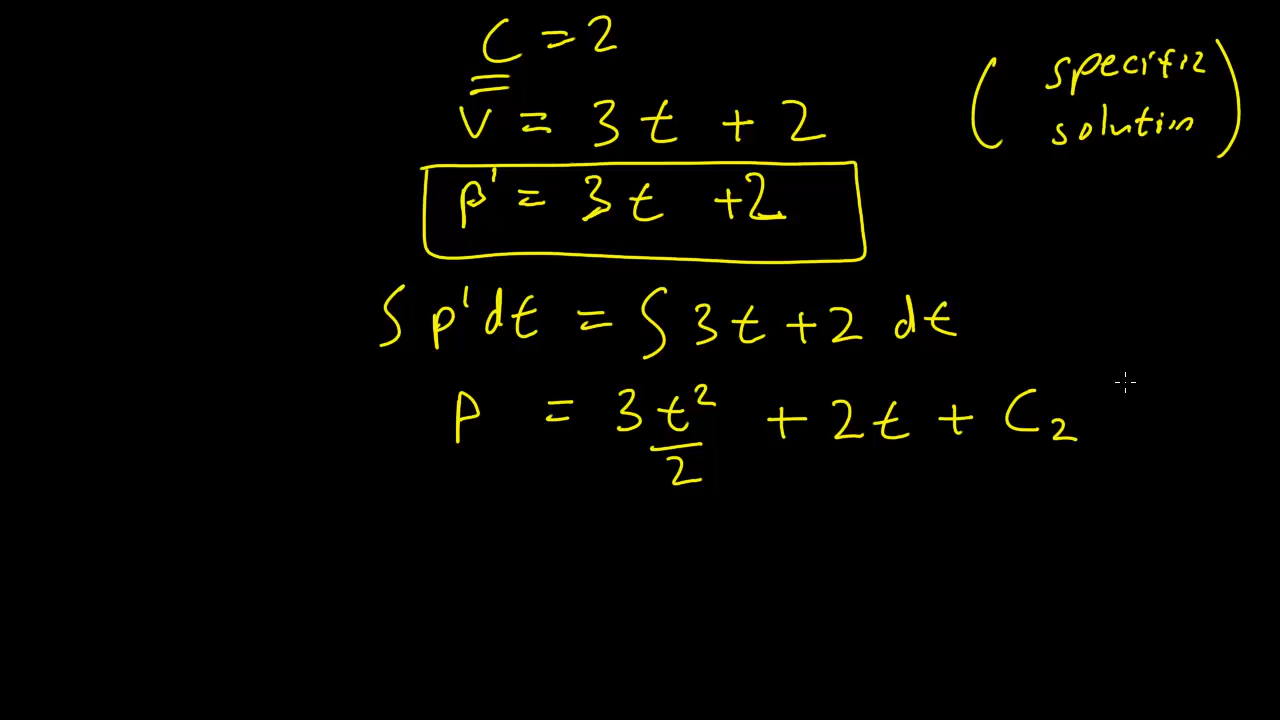 C = 2
v = 3t + 2
(specific
solution)
p' = 3t + 2
∫ p' dt = ∫ 3t + 2 dt
p = 3t²/2 + 2t + C₂